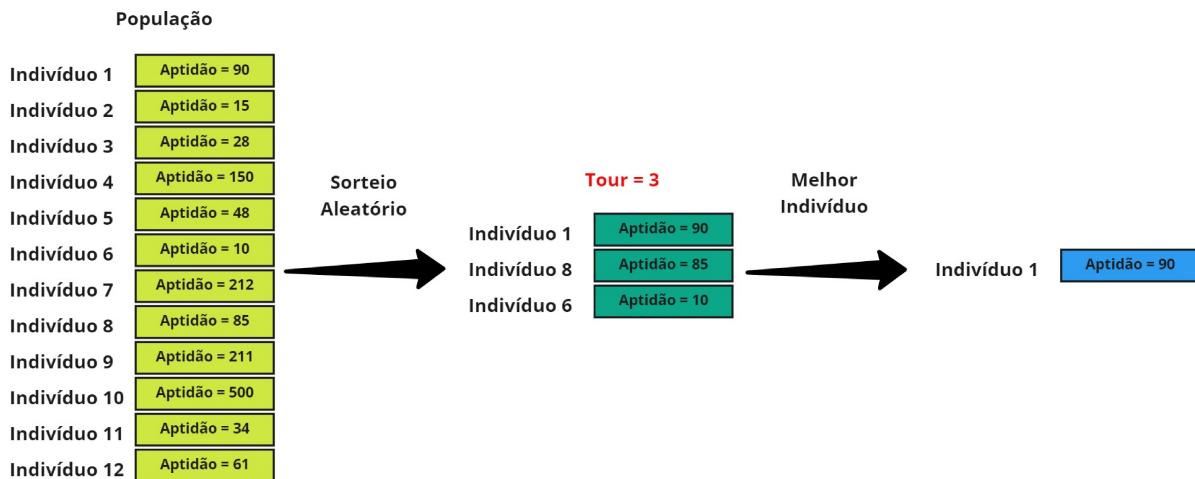 População
Indivíduo 1 Aptidão = 90
Indivíduo 2 Aptidão = 15
Indivíduo 3 Aptidão = 28
Indivíduo 4 Aptidão = 150
Indivíduo 5 Aptidão = 48
Indivíduo 6 Aptidão = 10
Indivíduo 7 Aptidão = 212
Indivíduo 8 Aptidão = 85
Indivíduo 9 Aptidão = 211
Indivíduo 10 Aptidão = 500
Indivíduo 11 Aptidão = 34
Indivíduo 12 Aptidão = 61
Sorteio
Aleatório
Tour = 3
Indivíduo 1 Aptidão = 90
Indivíduo 8 Aptidão = 85
Indivíduo 6 Aptidão = 10
Melhor
Indivíduo
Indivíduo 1 Aptidão = 90